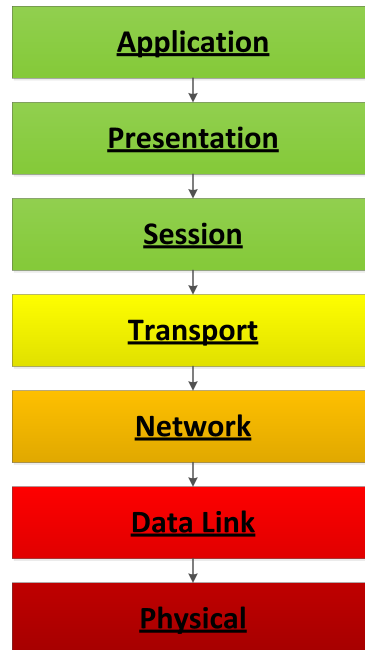 Application
Presentation
Session
Transport
Network
Data Link
Physical